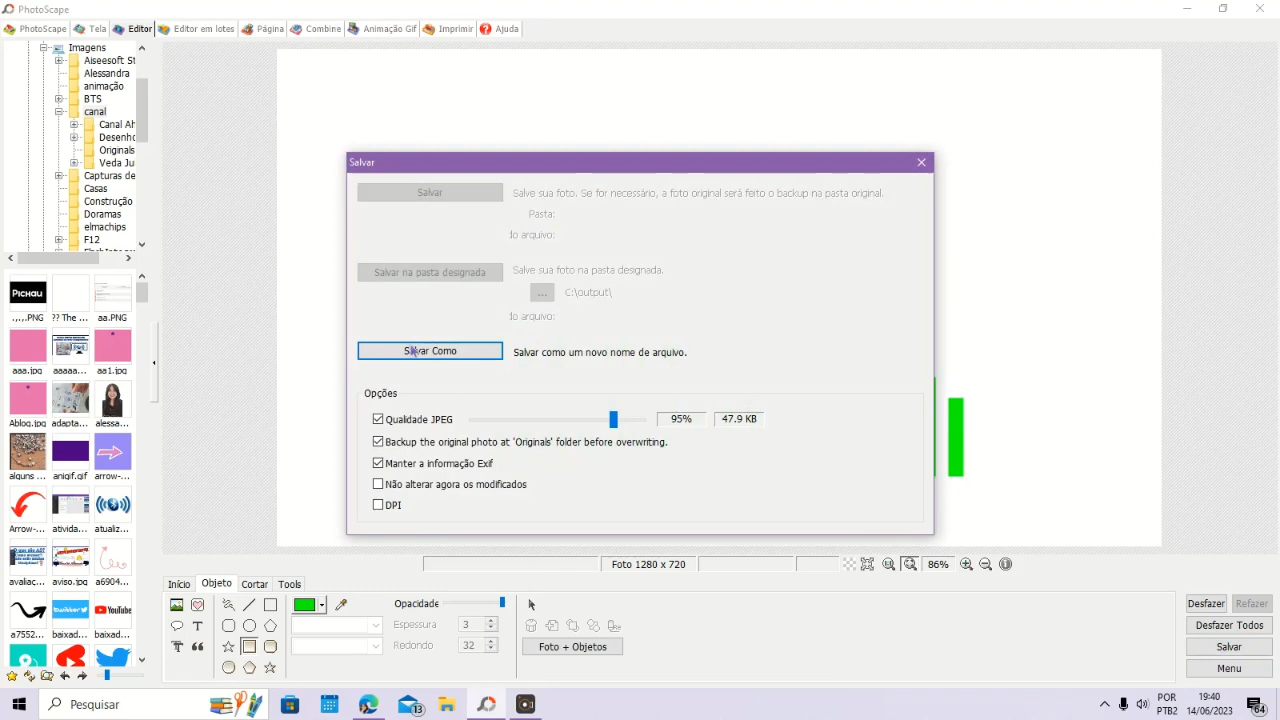 PhotoScape
PhotoScape
Tela
Editor
Editor em lotes
Página
Combine
Animação Gif
Imprimir
Ajuda
Imagens
Aiseesoft St
Alessandra
animação
BTS
canal
Canal Ah
Desenho
Originals
Veda Ju
Capturas de
Casas
Construção
Doramas
elmachips
F12
PICHAU
.,.,.PNG
?? The ...
aa.PNG
aaa.jpg
aaaaa...
aa1.jpg
Ablog.jpg
adapta...
alessa...
alguns ...
anigif.gif
arrow-...
Arrow-...
ativida...
atualiz...
avaliac...
aviso.jpg
a6904...
twitter
YouTube
a7552...
baixad...
baixad...
Salvar
Salvar
Salve sua foto. Se for necessário, a foto original será feito o backup na pasta original.
Pasta:
do arquivo:
Salvar na pasta designada
Salve sua foto na pasta designada.
...
C:\output\
do arquivo:
Salvar Como
Salvar como um novo nome de arquivo.
Opções
Qualidade JPEG
95%
47.9 KB
Backup the original photo at 'Originals' folder before overwriting.
Manter a informação Exif
Não alterar agora os modificados
DPI
Foto 1280 x 720
86%
Início
Objeto
Cortar
Tools
Opacidade
Espessura
3
Redondo
32
Foto + Objetos
Desfazer
Refazer
Desfazer Todos
Salvar
Menu
Pesquisar
13
POR
PTB2
19:40
14/06/2023
64